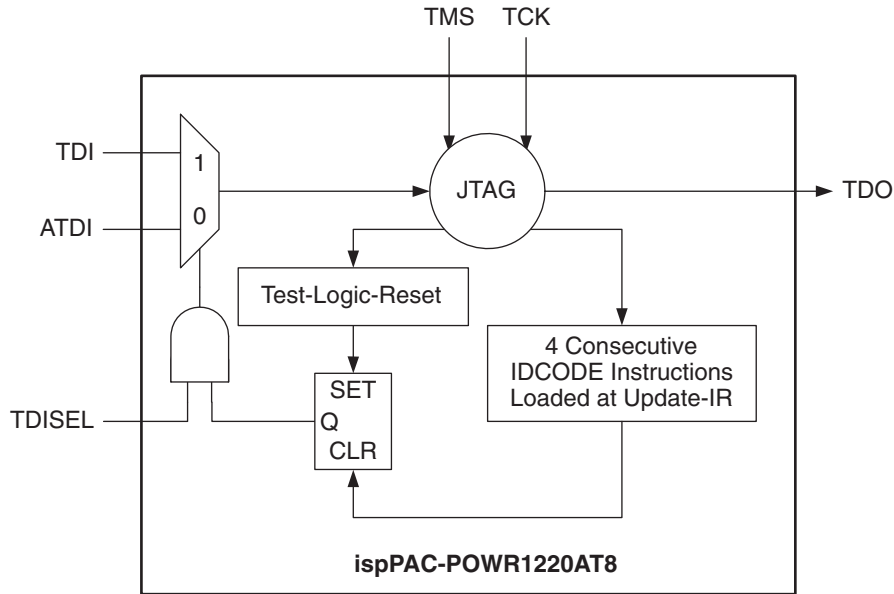 TMS TCK
TDI
1
JTAG
TDO
0
ATDI
Test-Logic-Reset
4 Consecutive
IDCODE Instructions
Loaded at Update-IR
SET
TDISEL
Q
CLR
ispPAC-POWR1220AT8